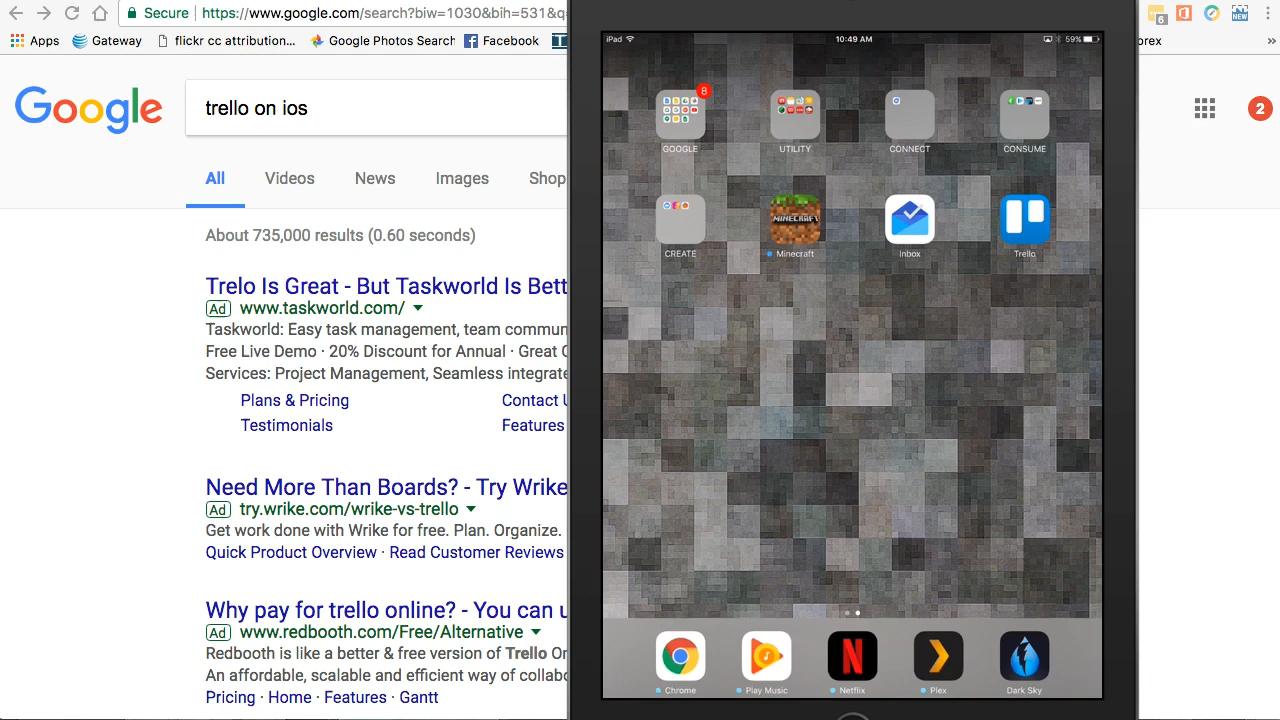 Secure https://www.google.com/search?biw=1030&bih=531&q=
Apps Gateway flickr cc attribution... Google Photos Search Facebook
orex »
6 NEW
Google
trello on ios
2
All Videos News Images Shop
About 735,000 results (0.60 seconds)
Trelo Is Great - But Taskworld Is Bett
Ad www.taskworld.com/
Taskworld: Easy task management, team commun
Free Live Demo · 20% Discount for Annual · Great
Services: Project Management, Seamless integrate
Plans & Pricing Contact
Testimonials Features
Need More Than Boards? - Try Wrike
Ad try.wrike.com/wrike-vs-trello
Get work done with Wrike for free. Plan. Organize.
Quick Product Overview · Read Customer Reviews
Why pay for trello online? - You can u
Ad www.redbooth.com/Free/Alternative
Redbooth is like a better & free version of Trello Or
An affordable, scalable and efficient way of collabo
Pricing · Home · Features · Gantt
iPad 10:49 AM 59%
8
GOOGLE UTILITY CONNECT CONSUME
MINECRAFT
CREATE Minecraft Inbox Trello
Chrome Play Music Netflix Plex Dark Sky